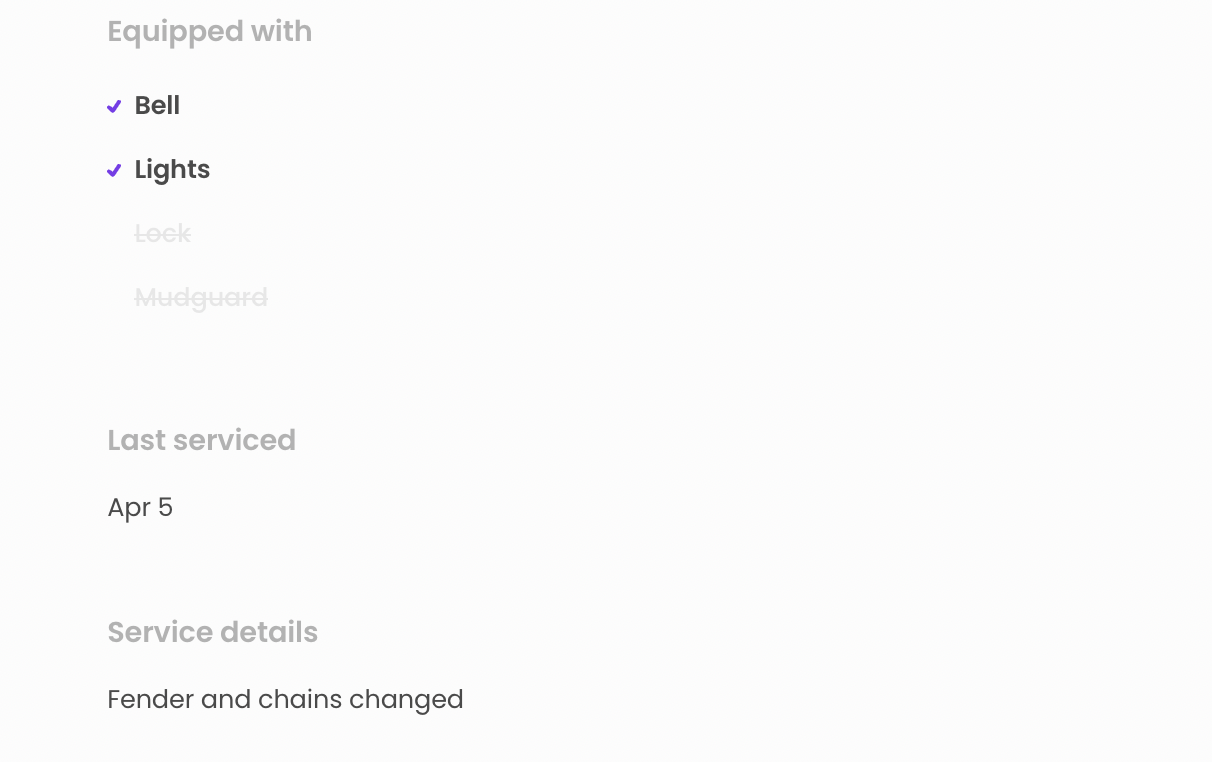 Equipped with
Bell
Lights
Lock
Mudguard
Last serviced
Apr 5
Service details
Fender and chains changed